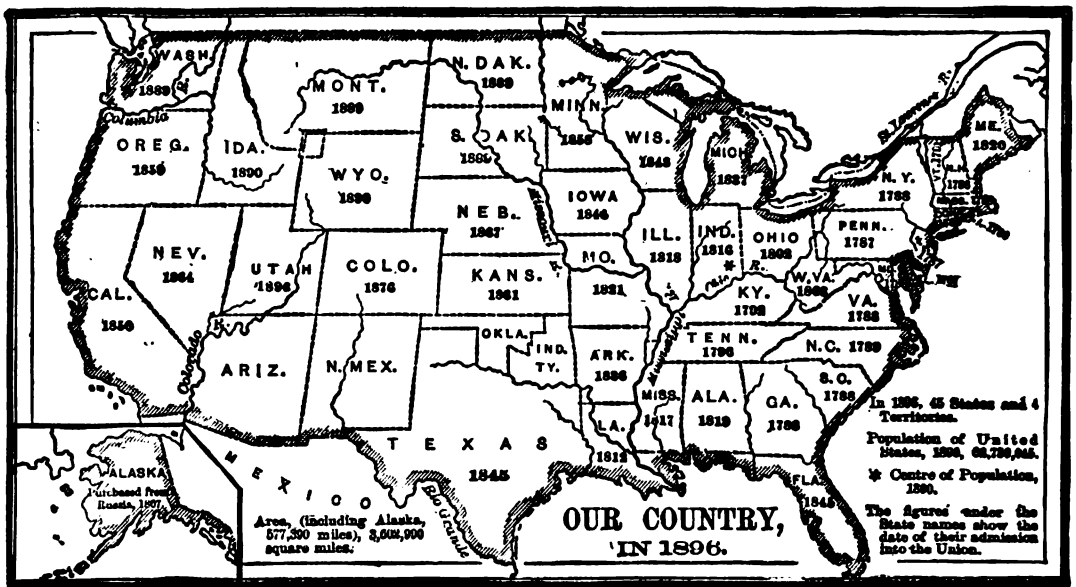 WASH.
1889
Columbia R.
OREG.
1859
IDA.
1890
MONT.
1889
WYO.
1890
N. DAK.
1889
S. DAK.
1889
NEB.
1867
KANS.
1861
MINN.
1858
IOWA
1846
MO.
1821
WIS.
1848
MICH
1837
ILL.
1818
IND.
1816
OHIO
1802
KY.
1792
TENN.
1796
W. VA.
1863
VA.
1788
N.C. 1789
S.C.
1788
GA.
1788
ALA.
1819
MISS.
1817
LA.
1812
ARK.
1836
FLA.
1845
PENN.
1787
N.Y.
1788
ME.
1820
N.H.
1788
MASS.
St. Lawrence R.
NEV.
1864
UTAH
1896
COLO.
1876
CAL.
1850
ARIZ.
N. MEX.
OKLA.
IND.
TY.
TEXAS
1845
Colorado R.
Missouri R.
Mississippi R.
Rio Grande
MEXICO
ALASKA
Purchased from
Russia, 1867.
Area, (including Alaska,
577,390 miles), 3,602,990
square miles.
OUR COUNTRY,
IN 1896.
In 1896, 45 States and 4
Territories.
Population of United
States, 1890,
* Centre of Population,
1890.
The figures under the
State names show the
date of their admission
into the Union.